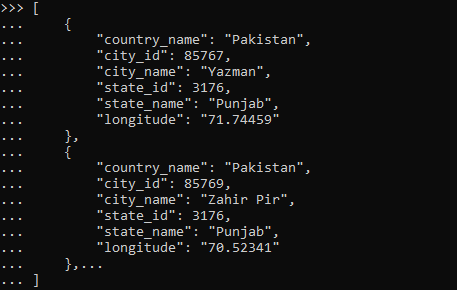 >>> [
...     {
...         "country_name": "Pakistan",
...         "city_id": 85767,
...         "city_name": "Yazman",
...         "state_id": 3176,
...         "state_name": "Punjab",
...         "longitude": "71.74459"
...     },
...     {
...         "country_name": "Pakistan",
...         "city_id": 85769,
...         "city_name": "Zahir Pir",
...         "state_id": 3176,
...         "state_name": "Punjab",
...         "longitude": "70.52341"
...     },...
... ]